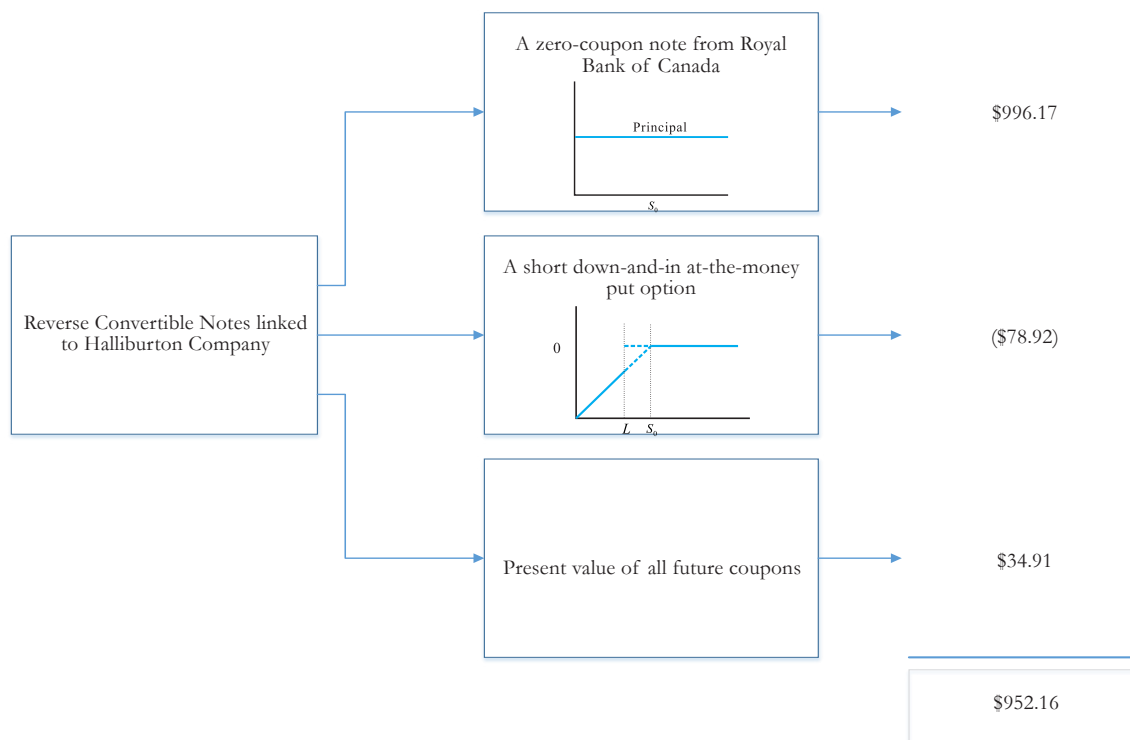 A zero-coupon note from Royal
Bank of Canada
Principal
S₀
$996.17
Reverse Convertible Notes linked
to Halliburton Company
A short down-and-in at-the-money
put option
0
L S₀
($78.92)
Present value of all future coupons
$34.91
$952.16